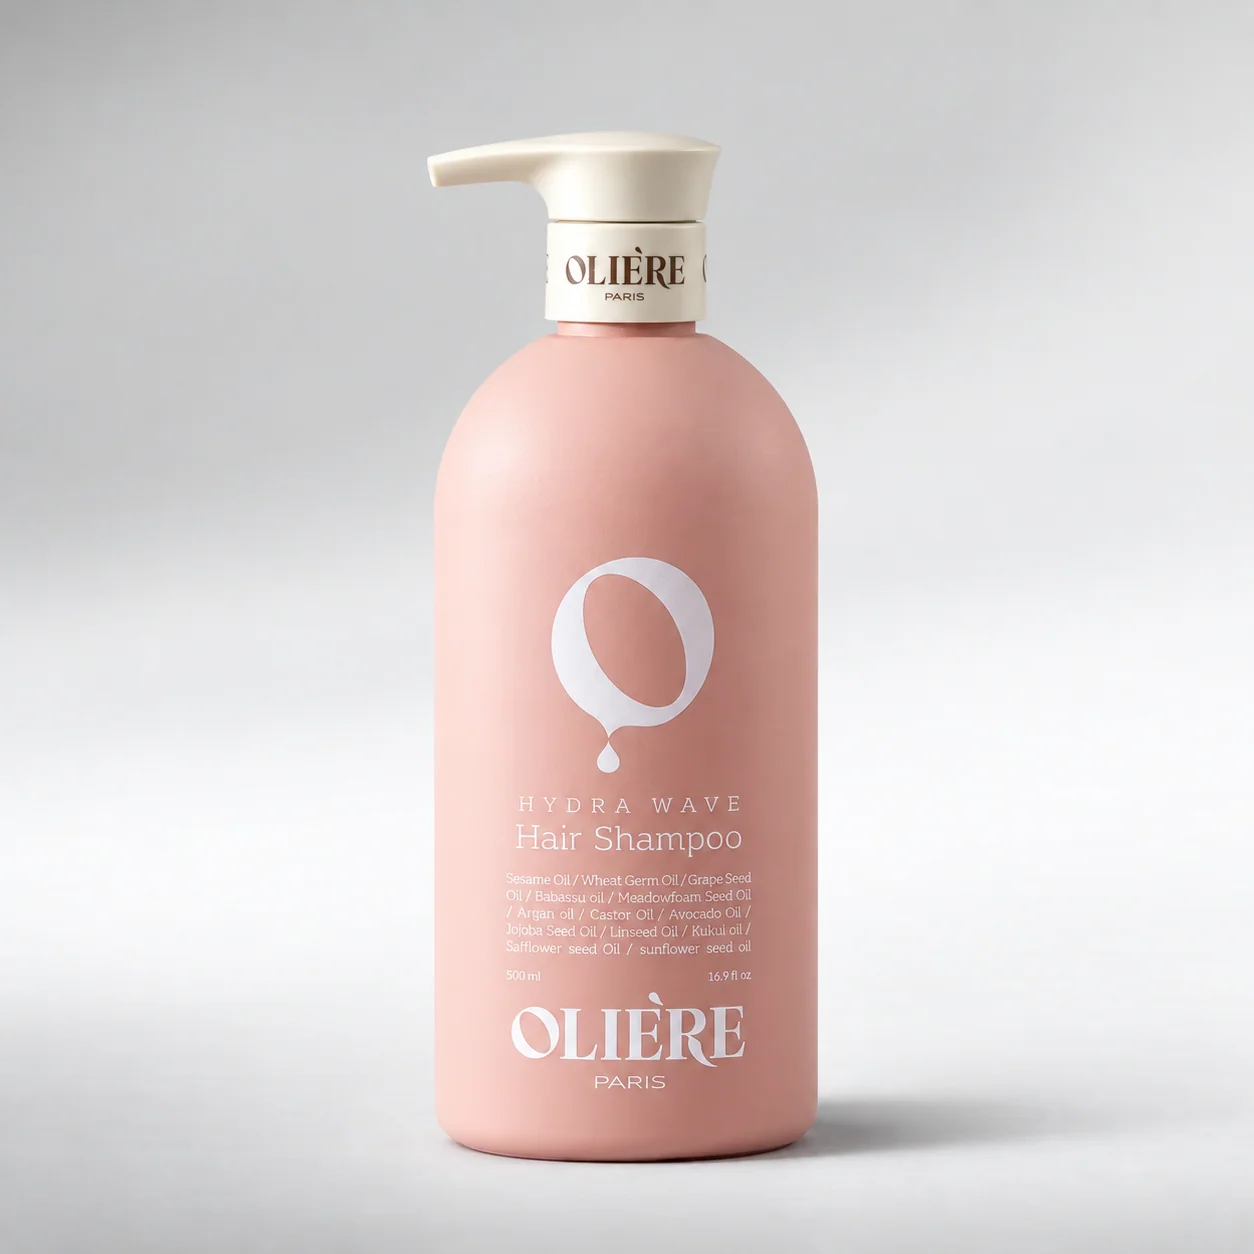 OLIÈRE
PARIS
HYDRA WAVE
Hair Shampoo
Sesame Oil / Wheat Germ Oil / Grape Seed
Oil / Babassu oil / Meadowfoam Seed Oil
/ Argan oil / Castor Oil / Avocado Oil /
Jojoba Seed Oil / Linseed Oil / Kukui oil /
Safflower seed Oil / sunflower seed oil
500 ml 16.9 fl oz
OLIÈRE
PARIS